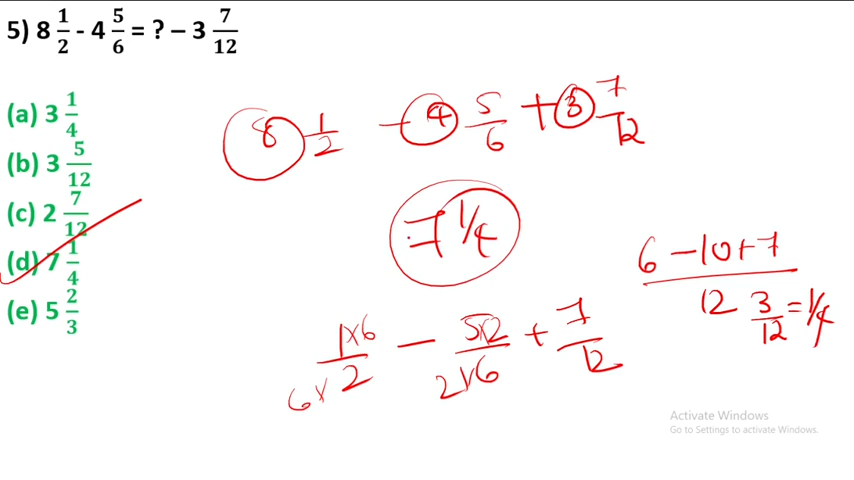 5) 8 1/2 - 4 5/6 = ? – 3 7/12
(a) 3 1/4
(b) 3 5/12
(c) 2 7/12
(d) 7 1/4
(e) 5 2/3
8 1/2 - 4 5/6 + 3 7/12
7 1/4
6 - 10 + 7
12
3/12 = 1/4
1×6 / 6×2 - 5×2 / 2×6 + 7/12
Activate Windows
Go to Settings to activate Windows.